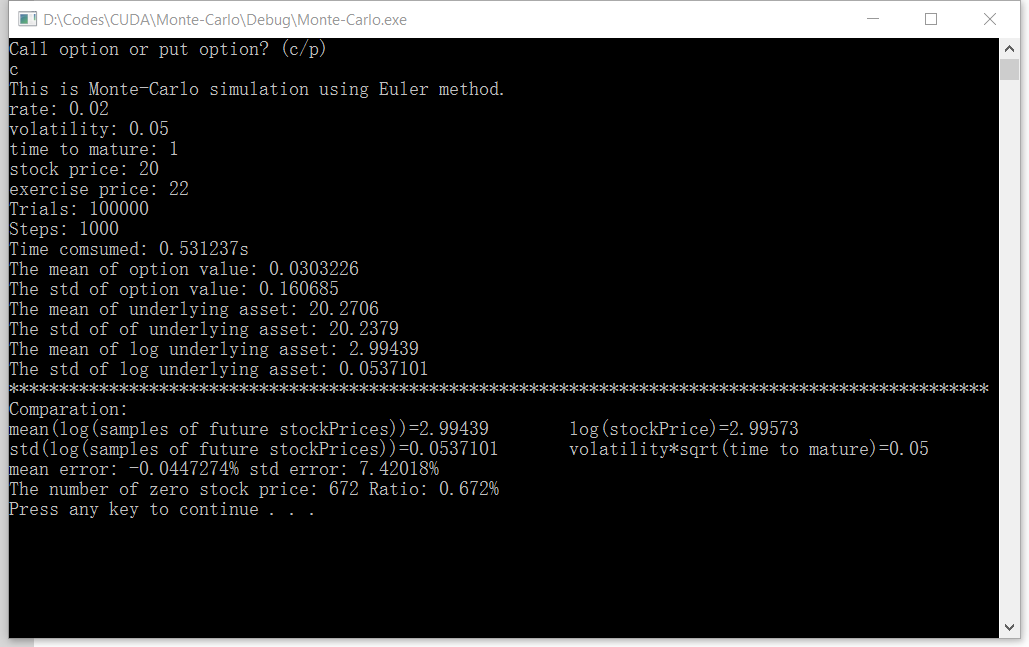 D:\Codes\CUDA\Monte-Carlo\Debug\Monte-Carlo.exe
Call option or put option? (c/p)
c
This is Monte-Carlo simulation using Euler method.
rate: 0.02
volatility: 0.05
time to mature: 1
stock price: 20
exercise price: 22
Trials: 100000
Steps: 1000
Time comsumed: 0.531237s
The mean of option value: 0.0303226
The std of option value: 0.160685
The mean of underlying asset: 20.2706
The std of of underlying asset: 20.2379
The mean of log underlying asset: 2.99439
The std of log underlying asset: 0.0537101
**************************************************************************************************
Comparation:
mean(log(samples of future stockPrices))=2.99439        log(stockPrice)=2.99573
std(log(samples of future stockPrices))=0.0537101       volatility*sqrt(time to mature)=0.05
mean error: -0.0447274% std error: 7.42018%
The number of zero stock price: 672 Ratio: 0.672%
Press any key to continue . . .